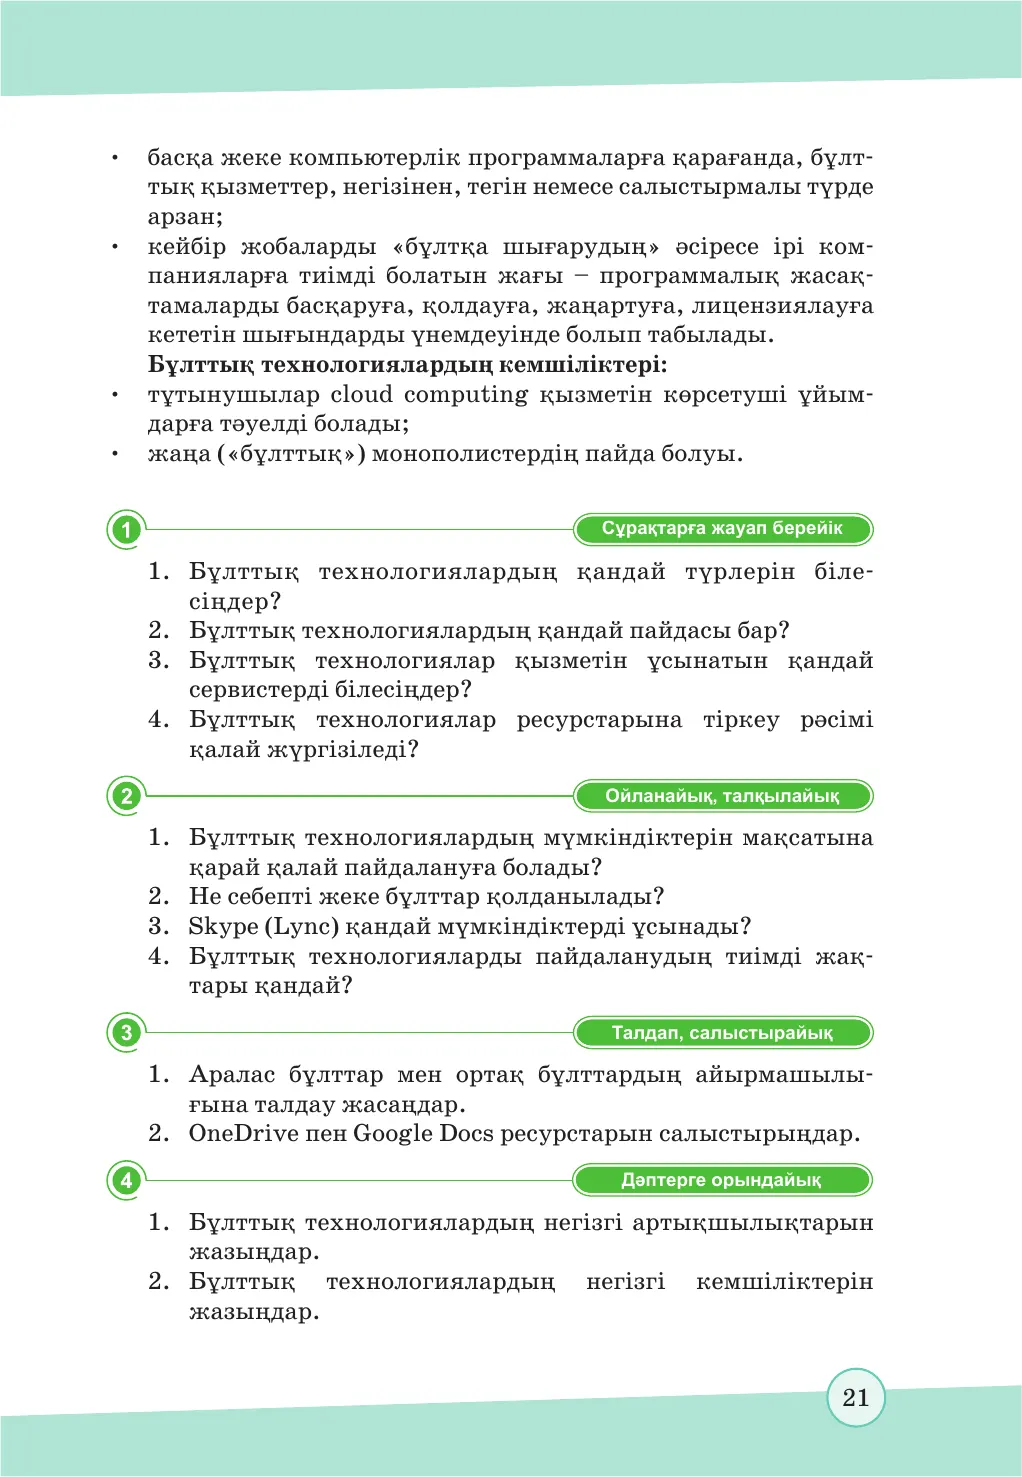 • басқа жеке компьютерлік программаларға қарағанда, бұлт-
тық қызметтер, негізінен, тегін немесе салыстырмалы түрде
арзан;
• кейбір жобаларды «бұлтқа шығарудың» әсіресе ірі ком-
панияларға тиімді болатын жағы – программалық жасақ-
тамаларды басқаруға, қолдауға, жаңартуға, лицензиялауға
кететін шығындарды үнемдеуінде болып табылады.
Бұлттық технологиялардың кемшіліктері:
• тұтынушылар cloud computing қызметін көрсетуші ұйым-
дарға тәуелді болады;
• жаңа («бұлттық») монополистердің пайда болуы.
1 Сұрақтарға жауап берейік
1. Бұлттық технологиялардың қандай түрлерін біле-
сіңдер?
2. Бұлттық технологиялардың қандай пайдасы бар?
3. Бұлттық технологиялар қызметін ұсынатын қандай
сервистерді білесіңдер?
4. Бұлттық технологиялар ресурстарына тіркеу рәсімі
қалай жүргізіледі?
2 Ойланайық, талқылайық
1. Бұлттық технологиялардың мүмкіндіктерін мақсатына
қарай қалай пайдалануға болады?
2. Не себепті жеке бұлттар қолданылады?
3. Skype (Lync) қандай мүмкіндіктерді ұсынады?
4. Бұлттық технологияларды пайдаланудың тиімді жақ-
тары қандай?
3 Талдап, салыстырайық
1. Аралас бұлттар мен ортақ бұлттардың айырмашылы-
ғына талдау жасаңдар.
2. OneDrive пен Google Docs ресурстарын салыстырыңдар.
4 Дәптерге орындайық
1. Бұлттық технологиялардың негізгі артықшылықтарын
жазыңдар.
2. Бұлттық технологиялардың негізгі кемшіліктерін
жазыңдар.
21